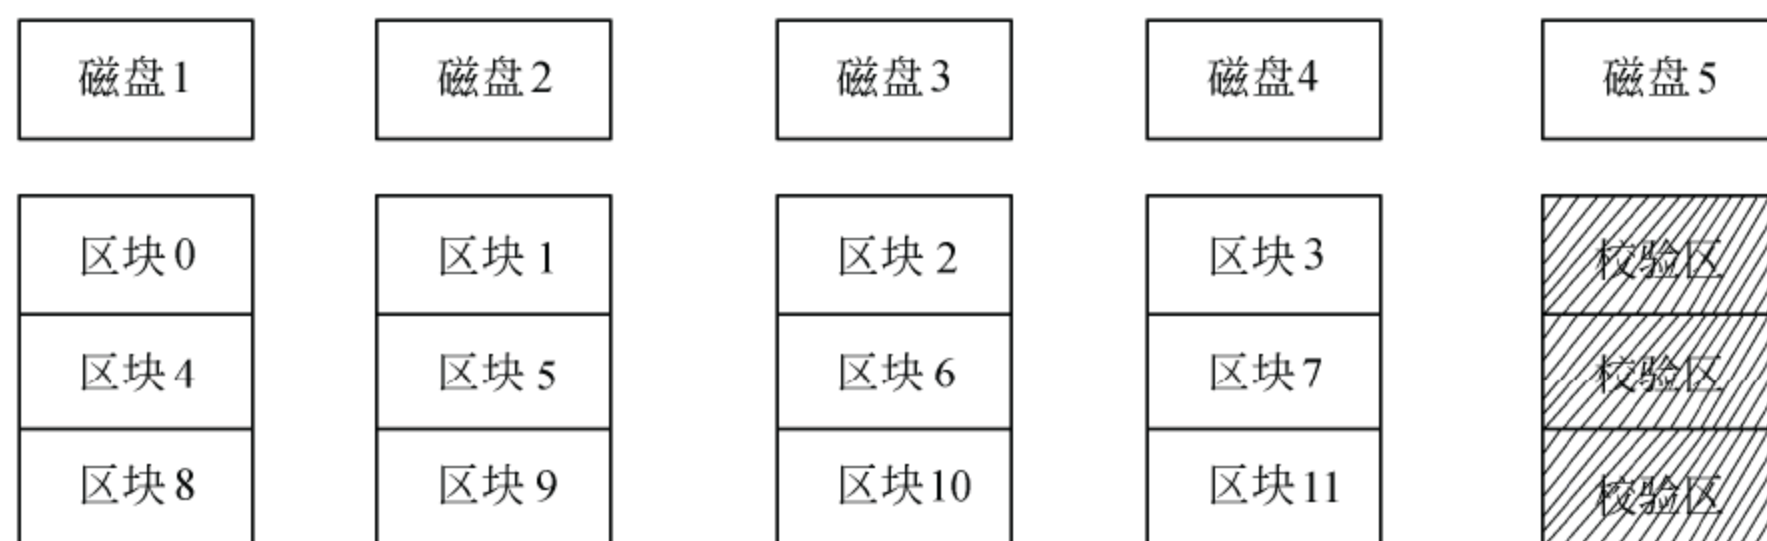 磁盘1 磁盘2 磁盘3 磁盘4 磁盘5
区块0 区块1 区块2 区块3 校验区
区块4 区块5 区块6 区块7 校验区
区块8 区块9 区块10 区块11 校验区